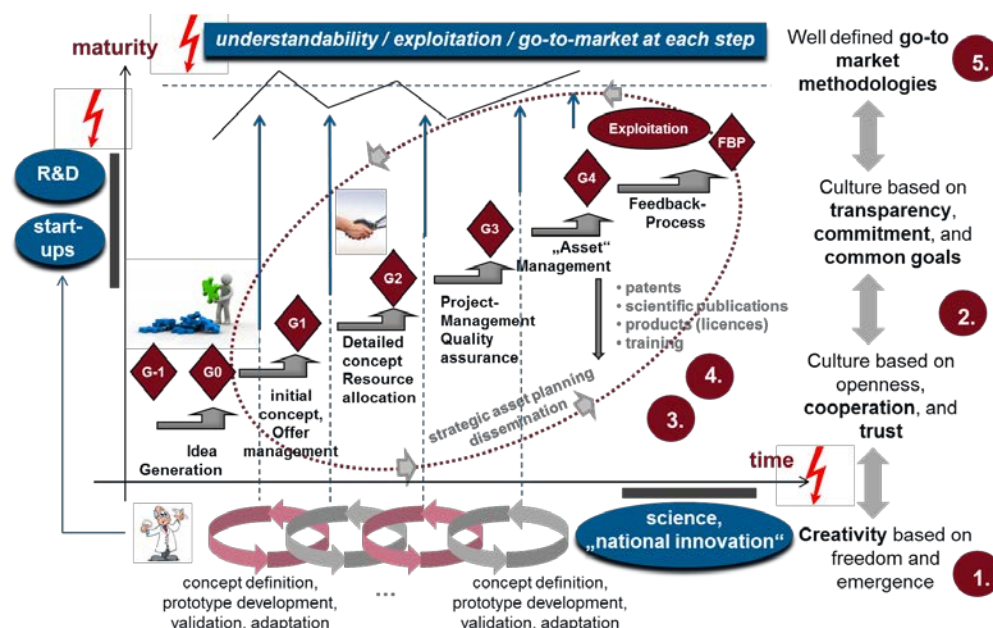 maturity
understandability / exploitation / go-to-market at each step
R&D
start-
ups
G-1
G0
G1
G2
G3
G4
FBP
Exploitation
Idea
Generation
initial
concept,
Offer
management
Detailed
concept
Resource
allocation
Project-
Management
Quality
assurance
„Asset“
Management
Feedback-
Process
• patents
• scientific publications
• products (licences)
• training
strategic asset planning
dissemination
time
science,
„national innovation“
concept definition,
prototype development,
validation, adaptation
...
concept definition,
prototype development,
validation, adaptation
Well defined go-to
market
methodologies
5.
Culture based on
transparency,
commitment, and
common goals
2.
4.
3.
Culture based on
openness,
cooperation, and
trust
Creativity based on
freedom and
emergence
1.